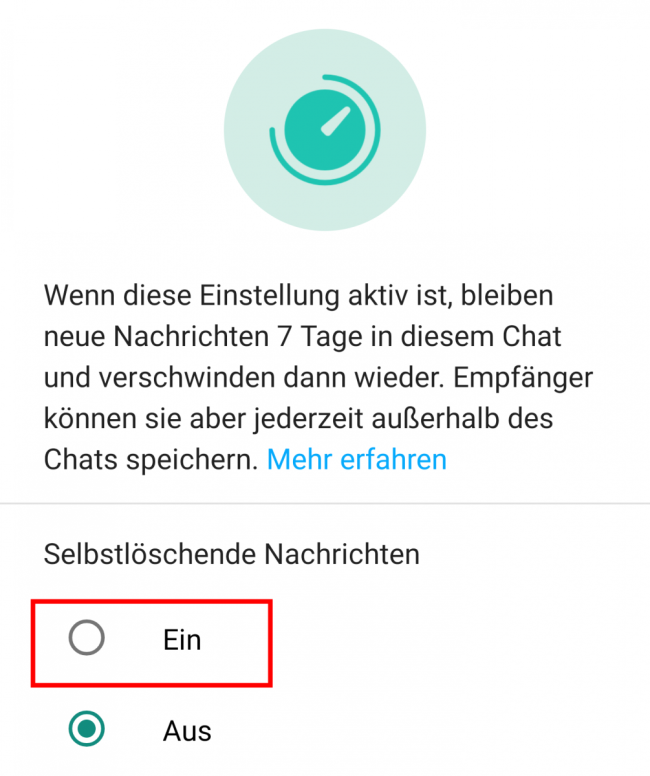 Wenn diese Einstellung aktiv ist, bleiben
neue Nachrichten 7 Tage in diesem Chat
und verschwinden dann wieder. Empfänger
können sie aber jederzeit außerhalb des
Chats speichern. Mehr erfahren
Selbstlöschende Nachrichten
Ein
Aus